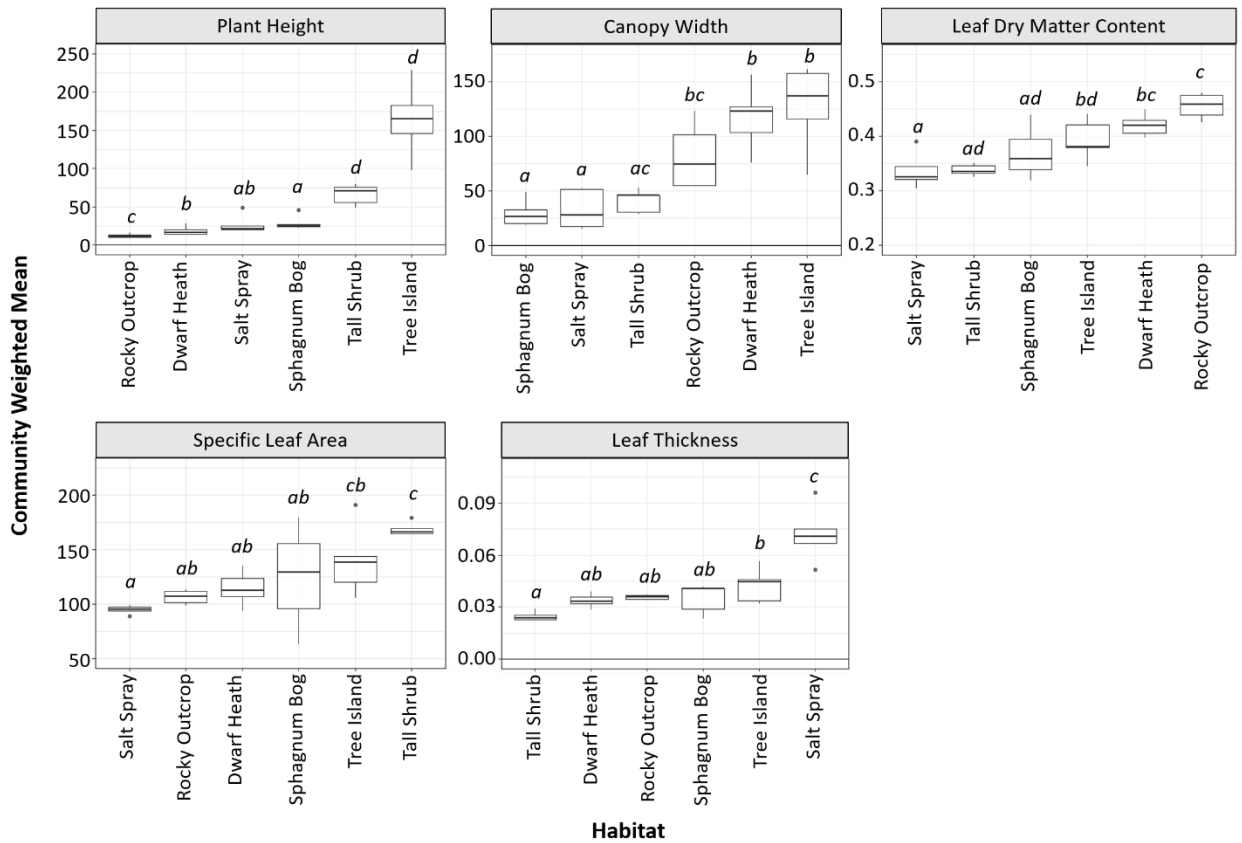 Plant Height
Canopy Width
Leaf Dry Matter Content
250
200
150
100
50
0
c
b
ab
a
d
d
Rocky Outcrop
Dwarf Heath
Salt Spray
Sphagnum Bog
Tall Shrub
Tree Island
150
100
50
0
a
a
ac
bc
b
b
Sphagnum Bog
Salt Spray
Tall Shrub
Rocky Outcrop
Dwarf Heath
Tree Island
0.5
0.4
0.3
0.2
a
ad
ad
bd
bc
c
Salt Spray
Tall Shrub
Sphagnum Bog
Tree Island
Dwarf Heath
Rocky Outcrop
Community Weighted Mean
Specific Leaf Area
Leaf Thickness
200
150
100
50
a
ab
ab
ab
cb
c
Salt Spray
Rocky Outcrop
Dwarf Heath
Sphagnum Bog
Tree Island
Tall Shrub
0.09
0.06
0.03
0.00
a
ab
ab
ab
b
c
Tall Shrub
Dwarf Heath
Rocky Outcrop
Sphagnum Bog
Tree Island
Salt Spray
Habitat